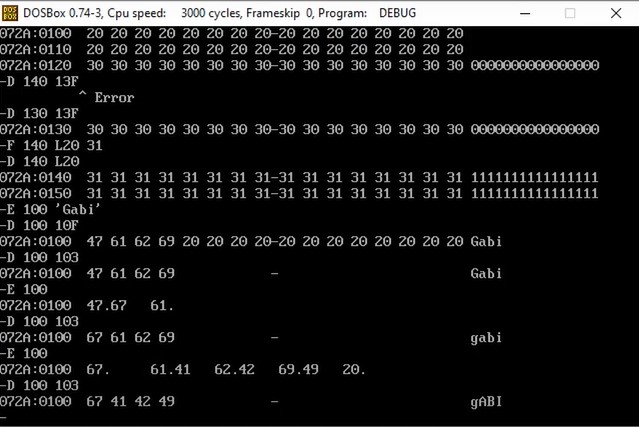 DOSBox 0.74-3, Cpu speed: 3000 cycles, Frameskip 0, Program: DEBUG
072A:0100 20 20 20 20 20 20 20 20-20 20 20 20 20 20 20 20
072A:0110 20 20 20 20 20 20 20 20-20 20 20 20 20 20 20 20
072A:0120 30 30 30 30 30 30 30 30-30 30 30 30 30 30 30 30 0000000000000000
-D 140 13F
^ Error
-D 130 13F
072A:0130 30 30 30 30 30 30 30 30-30 30 30 30 30 30 30 30 0000000000000000
-F 140 L20 31
-D 140 L20
072A:0140 31 31 31 31 31 31 31 31-31 31 31 31 31 31 31 31 1111111111111111
072A:0150 31 31 31 31 31 31 31 31-31 31 31 31 31 31 31 31 1111111111111111
-E 100 'Gabi'
-D 100 10F
072A:0100 47 61 62 69 20 20 20 20-20 20 20 20 20 20 20 20 Gabi
-D 100 103
072A:0100 47 61 62 69 - Gabi
-E 100
072A:0100 47.67 61.
-D 100 103
072A:0100 67 61 62 69 - gabi
-E 100
072A:0100 67. 61.41 62.42 69.49 20.
-D 100 103
072A:0100 67 41 42 49 - gABI
-